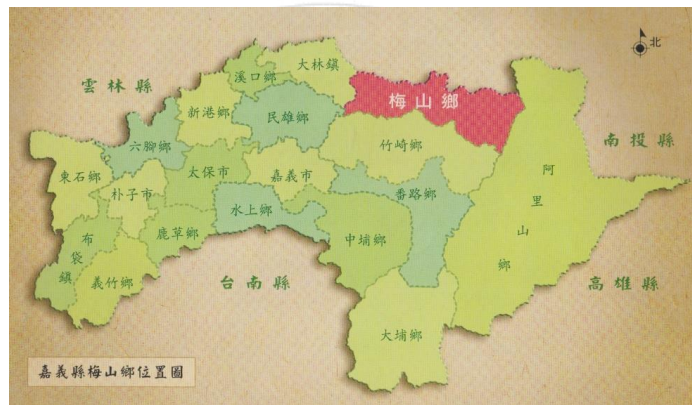 北
大林鎮
溪口鄉
雲林縣
梅山鄉
新港鄉
民雄鄉
南投縣
六腳鄉
竹崎鄉
太保市
嘉義市
東石鄉
阿里山鄉
朴子市
番路鄉
水上鄉
布袋鎮
鹿草鄉
中埔鄉
義竹鄉
台南縣
高雄縣
大埔鄉
嘉義縣梅山鄉位置圖